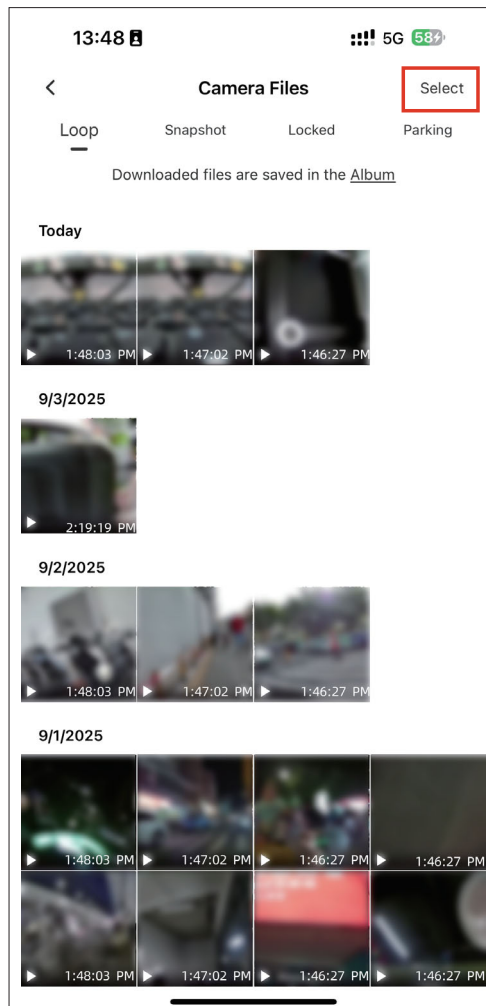 13:48 5G 58
Camera Files Select
Loop Snapshot Locked Parking
Downloaded files are saved in the Album
Today
1:48:03 PM 1:47:02 PM 1:46:27 PM
9/3/2025
2:19:19 PM
9/2/2025
1:48:03 PM 1:47:02 PM 1:46:27 PM
9/1/2025
1:48:03 PM 1:47:02 PM 1:46:27 PM 1:46:27 PM
1:48:03 PM 1:47:02 PM 1:46:27 PM 1:46:27 PM